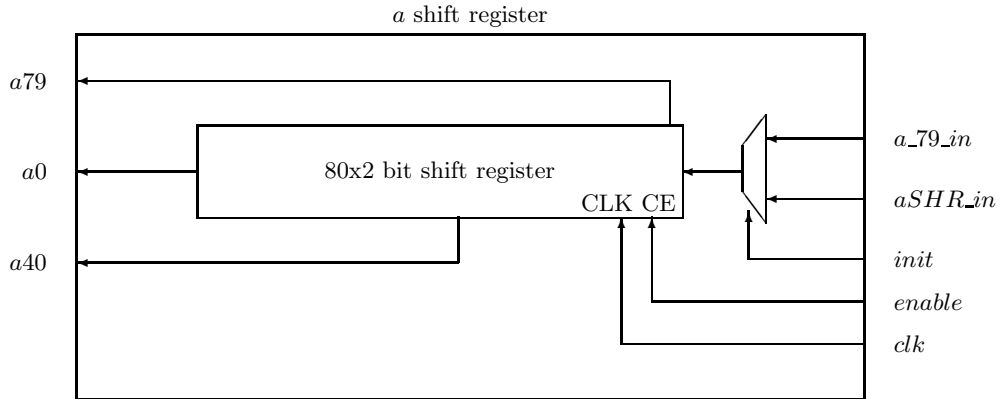 a shift register
a79
a_79_in
a0
80x2 bit shift register
aSHR_in
CLK CE
a40
init
enable
clk